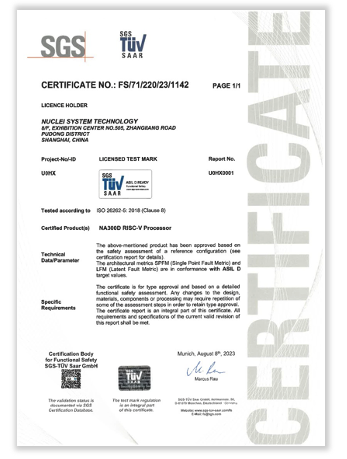 SGS
SGS
TÜV
SAAR
CERTIFICATE NO.: FS/71/220/23/1142 PAGE 1/1
LICENCE HOLDER
NUCLEI SYSTEM TECHNOLOGY
6/F, EXHIBITION CENTER NO.505, ZHANGJIANG ROAD
PUDONG DISTRICT
SHANGHAI, CHINA
Project-No/-ID LICENSED TEST MARK Report No.
U0HX U0HX0001
SGS
TÜV
SAAR
Tested according to ISO 26262-5: 2018 (Clause 8)
Certified Product(s) NA300D RISC-V Processor
Technical Data/Parameter
The above-mentioned product has been approved based on
the safety assessment of a reference configuration (see
certification report for details).
The architectural metrics SPFM (Single Point Fault Metric) and
LFM (Latent Fault Metric) are in conformance with ASIL D
target values.
Specific Requirements
The certificate is for type approval and based on a detailed
functional safety assessment. Any changes to the design,
materials, components or processing may require repetition of
some of the assessment steps in order to retain type approval.
The certificate report is an integral part of this certificate. All
requirements and specifications of the current valid revision of
this report shall be met.
Certification Body
for Functional Safety
SGS-TÜV Saar GmbH
Munich, August 8th, 2023
TÜV
SAAR
The validation status is
documented via SGS
Certification Database.
The test mark regulation
is an integral part
of this certificate.
CERTIFICATE